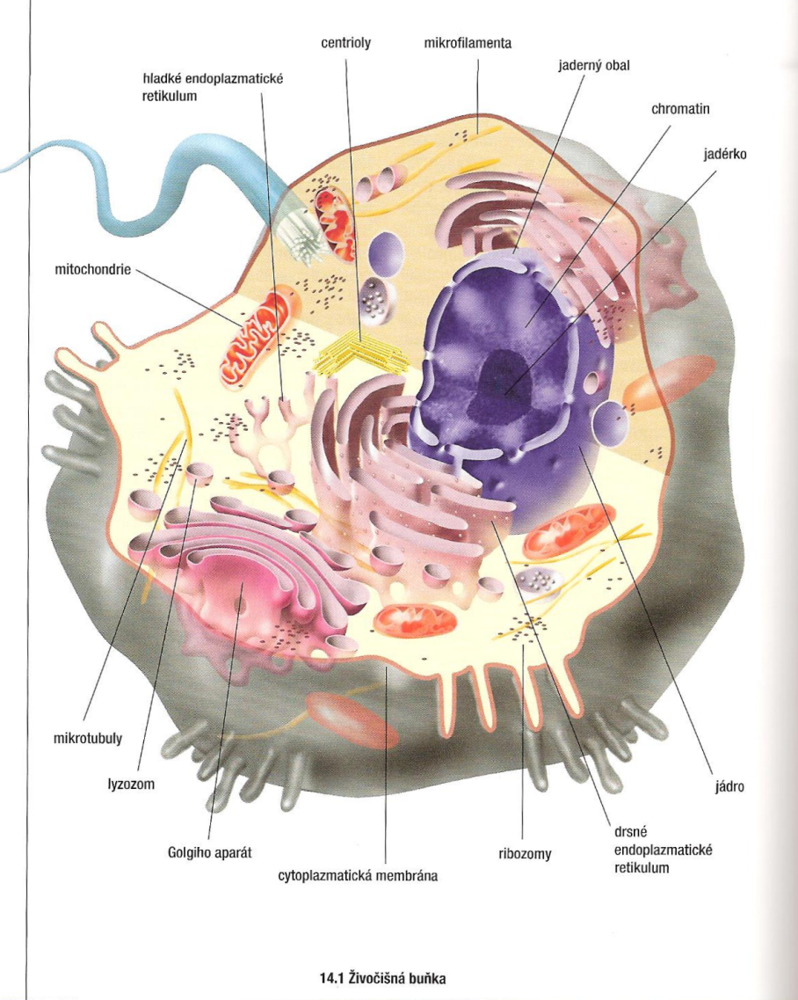 centrioly
mikrofilamenta
jaderný obal
hladké endoplazmatické
retikulum
chromatin
jadérko
mitochondrie
mikrotubuly
lyzozom
jádro
Golgiho aparát
cytoplazmatická membrána
ribozomy
drsné
endoplazmatické
retikulum
14.1 Živočišná buňka